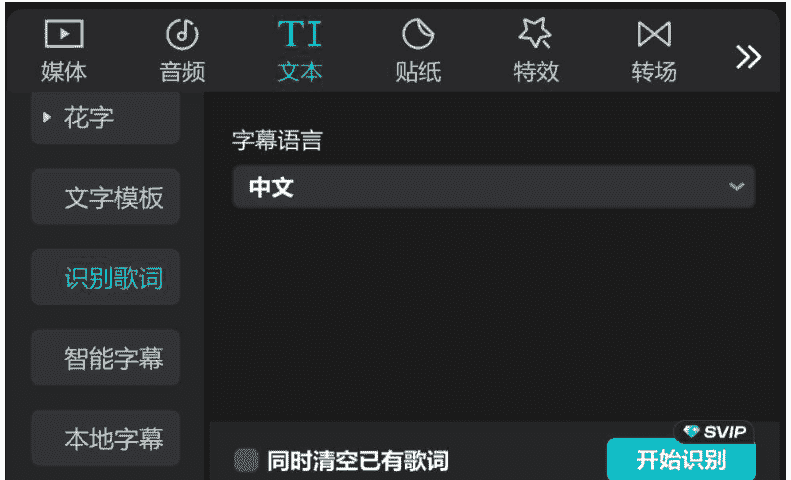 媒体 音频 TI 文本 贴纸 特效 转场
花字
文字模板
识别歌词
智能字幕
本地字幕
字幕语言
中文
同时清空已有歌词
SVIP
开始识别